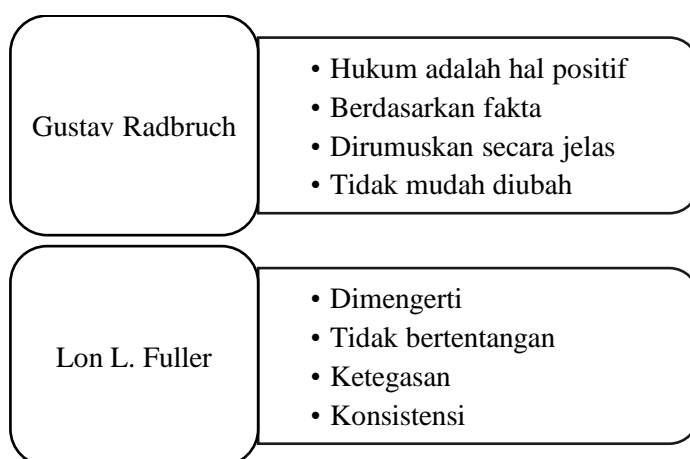 Gustav Radbruch
• Hukum adalah hal positif
• Berdasarkan fakta
• Dirumuskan secara jelas
• Tidak mudah diubah
Lon L. Fuller
• Dimengerti
• Tidak bertentangan
• Ketegasan
• Konsistensi